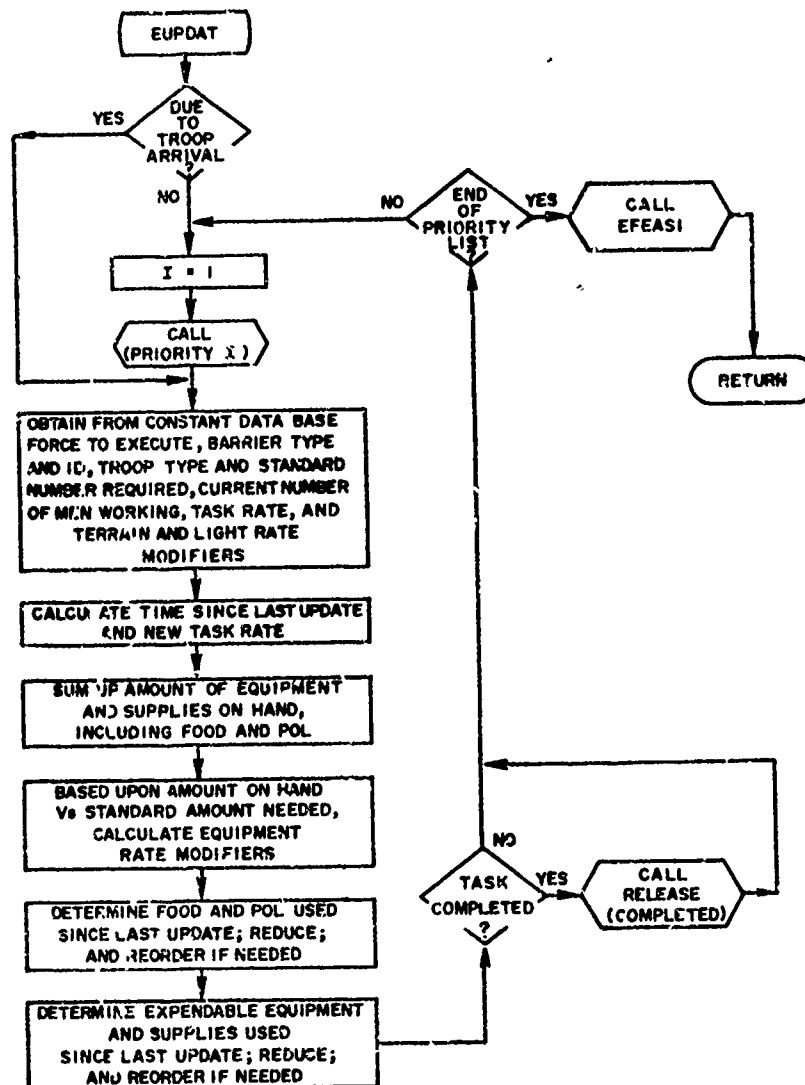 EUPDAT
DUE
TO
TROOP
ARRIVAL
?
YES
NO
I = 1
CALL
(PRIORITY I)
OBTAIN FROM CONSTANT DATA BASE
FORCE TO EXECUTE, BARRIER TYPE
AND ID, TROOP TYPE AND STANDARD
NUMBER REQUIRED, CURRENT NUMBER
OF MEN WORKING, TASK RATE, AND
TERRAIN AND LIGHT RATE
MODIFIERS
CALCULATE TIME SINCE LAST UPDATE
AND NEW TASK RATE
SUM UP AMOUNT OF EQUIPMENT
AND SUPPLIES ON HAND,
INCLUDING FOOD AND POL
BASED UPON AMOUNT ON HAND
Vs STANDARD AMOUNT NEEDED,
CALCULATE EQUIPMENT
RATE MODIFIERS
DETERMINE FOOD AND POL USED
SINCE LAST UPDATE; REDUCE;
AND REORDER IF NEEDED
DETERMINE EXPENDABLE EQUIPMENT
AND SUPPLIES USED
SINCE LAST UPDATE; REDUCE;
AND REORDER IF NEEDED
TASK
COMPLETED
?
YES
NO
CALL
RELEASE
(COMPLETED)
END
OF
PRIORITY
LIST
?
NO
YES
CALL
EFEASI
RETURN